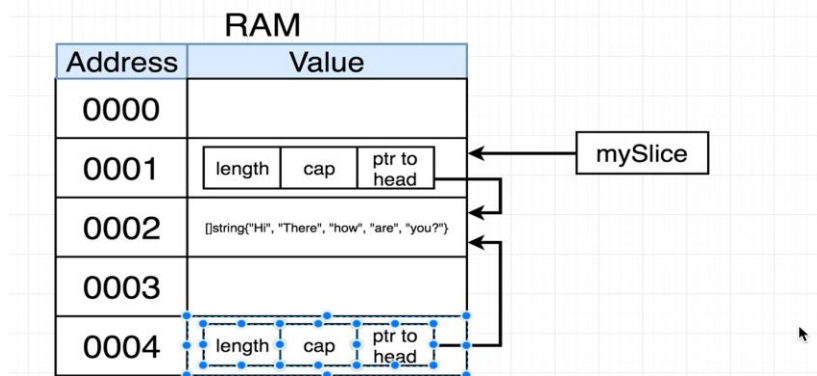 RAM
Address Value
0000
0001 length cap ptr to head mySlice
0002 []string{"Hi", "There", "how", "are", "you?"}
0003
0004 length cap ptr to head